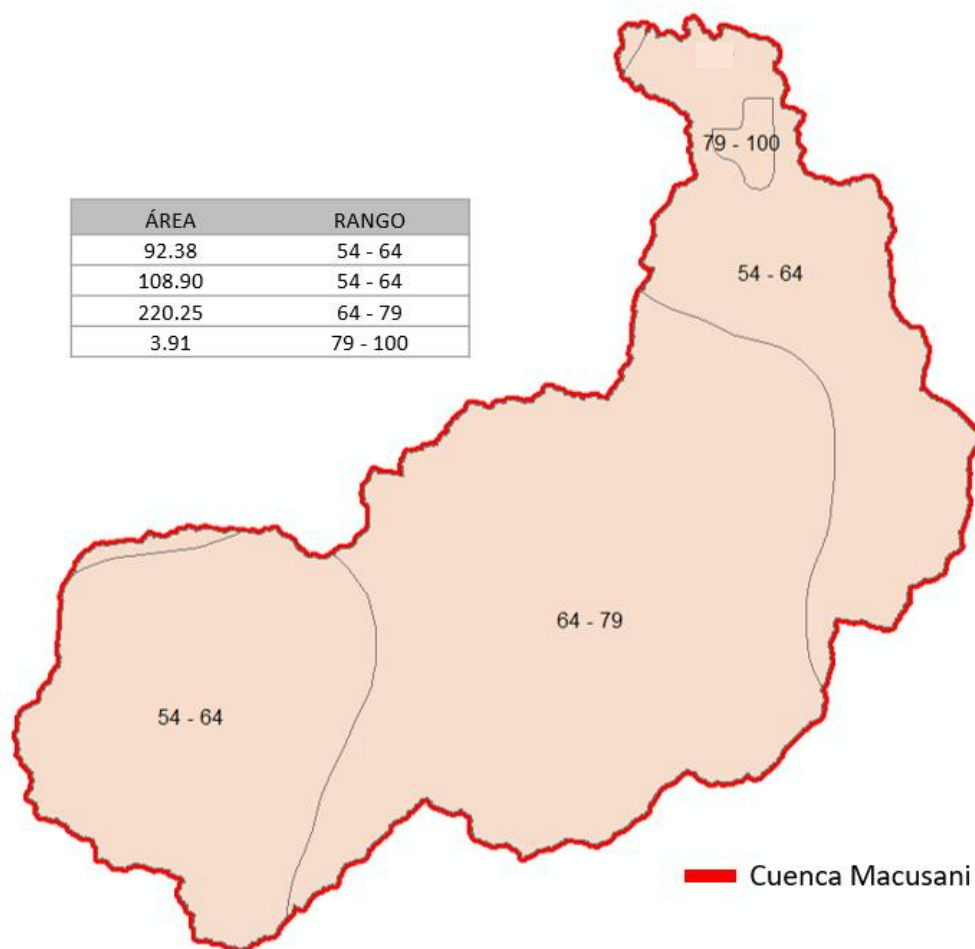 79 - 100
ÁREA RANGO
92.38 54 - 64
108.90 54 - 64
220.25 64 - 79
3.91 79 - 100
54 - 64
64 - 79
54 - 64
Cuenca Macusani